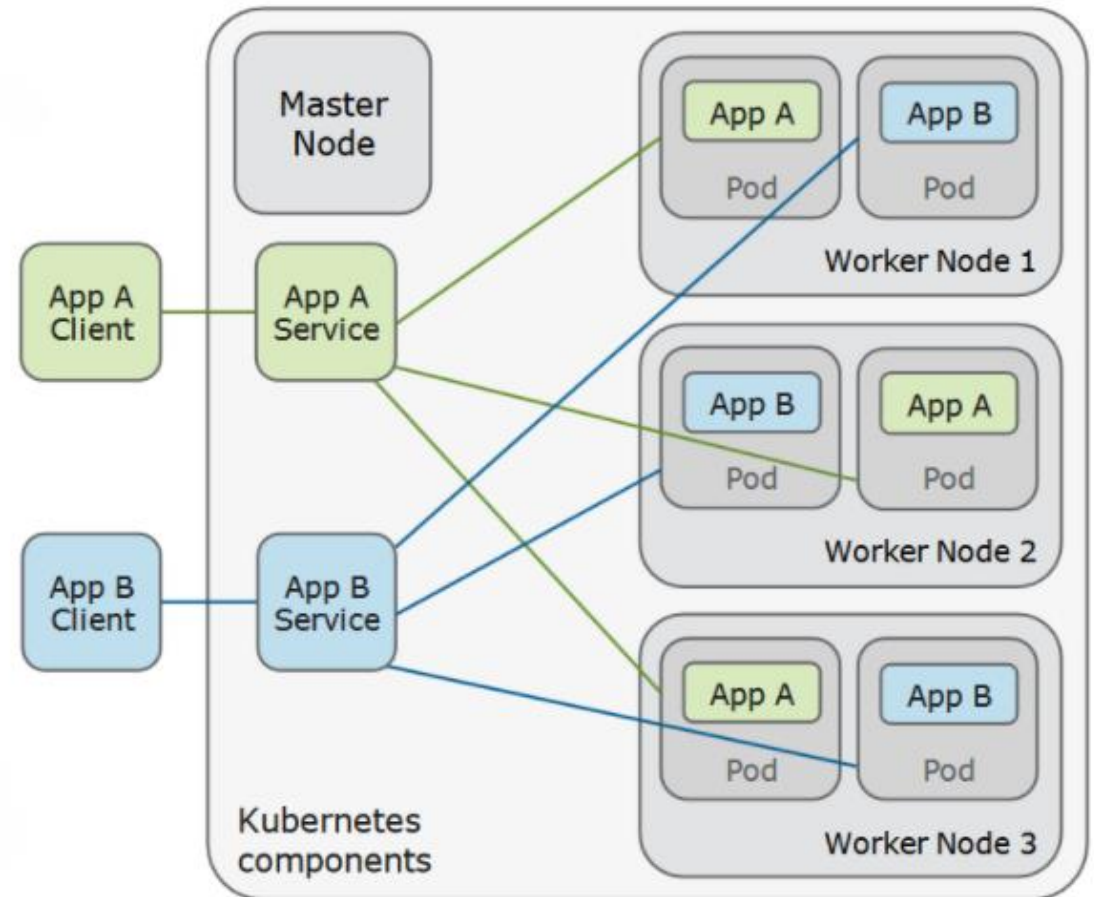 Master
Node
App A
Pod
App B
Pod
Worker Node 1
App A
Client
App A
Service
App B
Pod
App A
Pod
Worker Node 2
App B
Client
App B
Service
App A
Pod
App B
Pod
Worker Node 3
Kubernetes
components